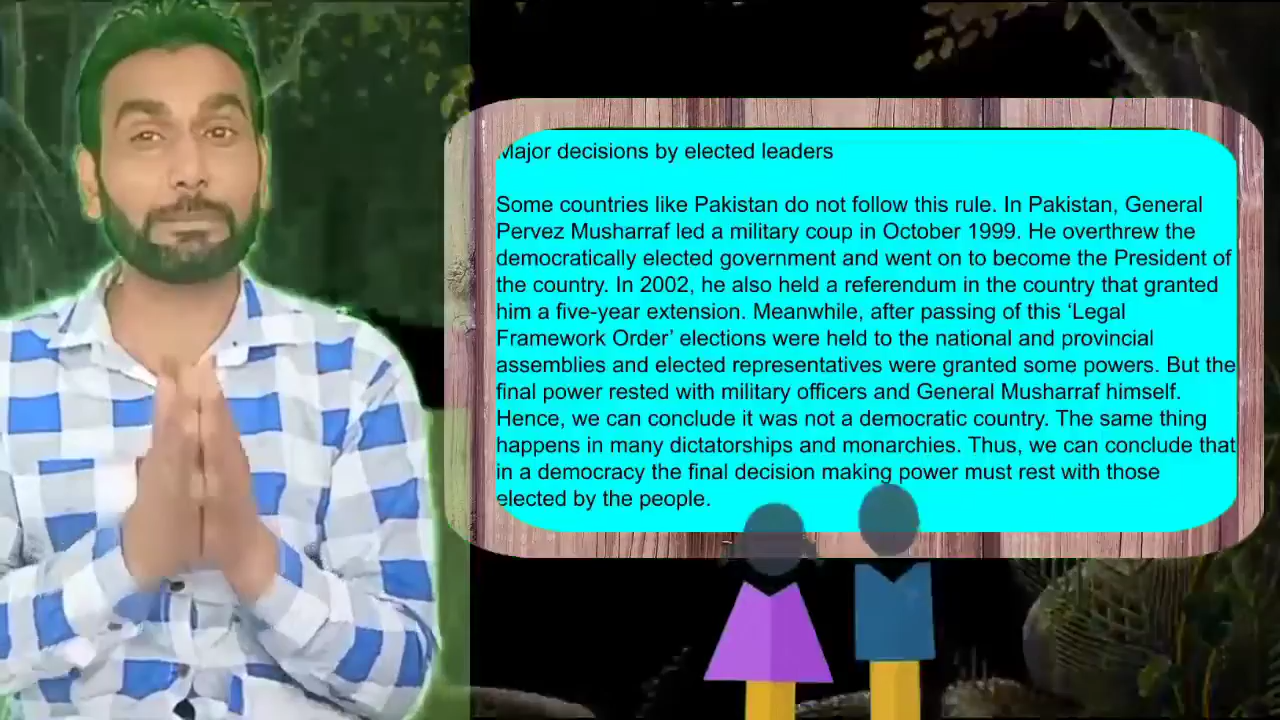 Major decisions by elected leaders
Some countries like Pakistan do not follow this rule. In Pakistan, General
Pervez Musharraf led a military coup in October 1999. He overthrew the
democratically elected government and went on to become the President of
the country. In 2002, he also held a referendum in the country that granted
him a five-year extension. Meanwhile, after passing of this ‘Legal
Framework Order’ elections were held to the national and provincial
assemblies and elected representatives were granted some powers. But the
final power rested with military officers and General Musharraf himself.
Hence, we can conclude it was not a democratic country. The same thing
happens in many dictatorships and monarchies. Thus, we can conclude that
in a democracy the final decision making power must rest with those
elected by the people.